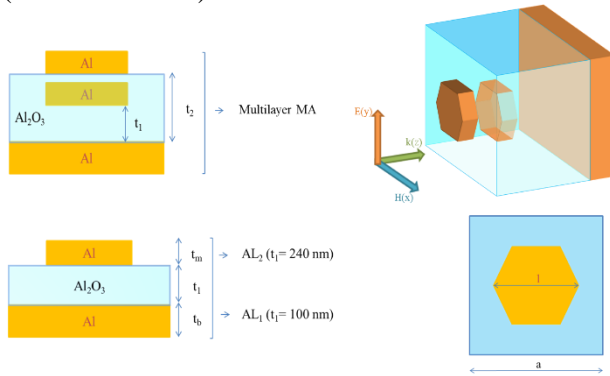 Al
Al
Al₂O₃
t₁
Al
t₂
Multilayer MA
E(y)
k(z)
H(x)
Al
Al₂O₃
Al
tₘ
t₁
t_b
AL₂ (t₁= 240 nm)
AL₁ (t₁= 100 nm)
l
a